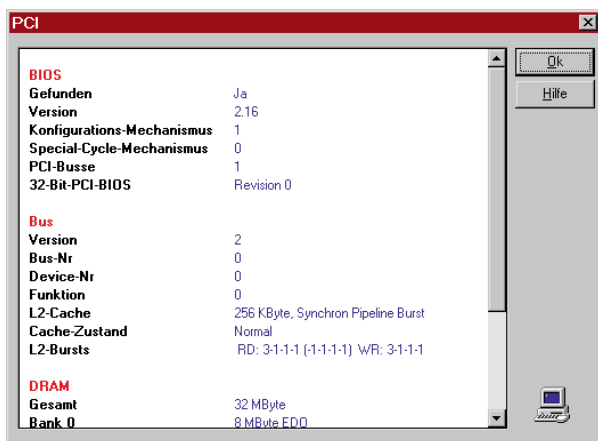 PCI
BIOS
Gefunden Ja
Version 2.16
Konfigurations-Mechanismus 1
Special-Cycle-Mechanismus 0
PCI-Busse 1
32-Bit-PCI-BIOS Revision 0
Bus
Version 2
Bus-Nr 0
Device-Nr 0
Funktion 0
L2-Cache 256 KByte, Synchron Pipeline Burst
Cache-Zustand Normal
L2-Bursts RD: 3-1-1-1 (-1-1-1-1) WR: 3-1-1-1
DRAM
Gesamt 32 MByte
Bank 0 8 MByte EDO
Ok
Hilfe